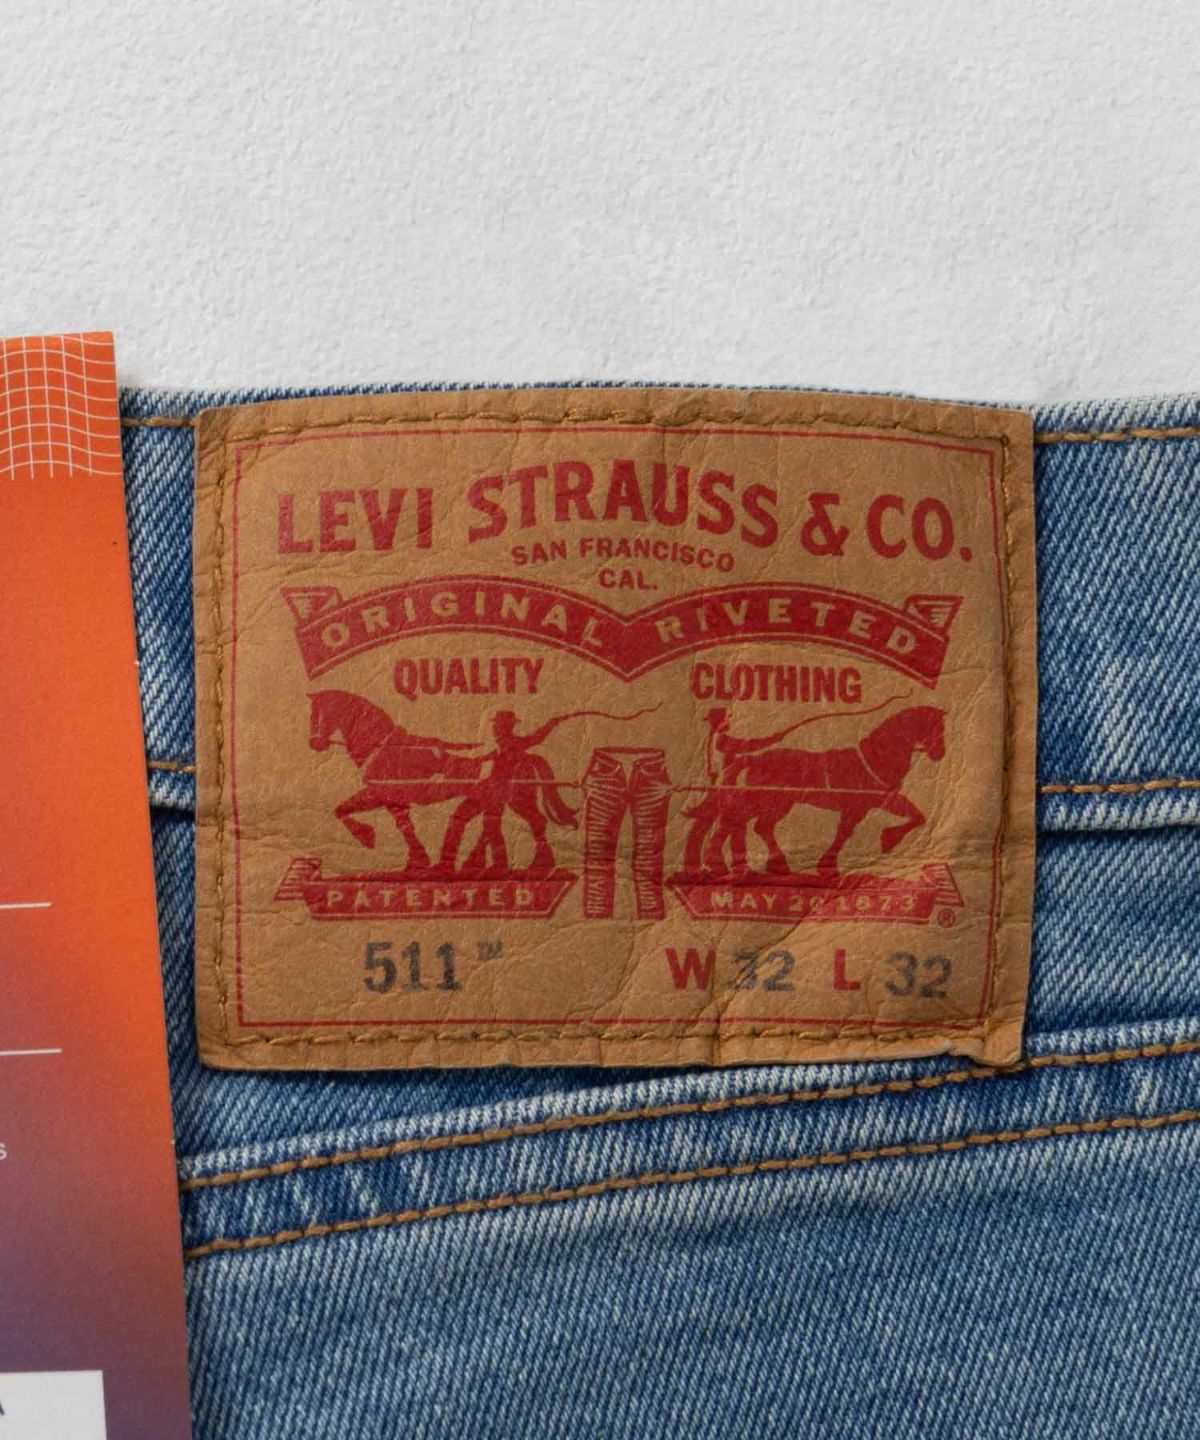 LEVI STRAUSS & CO.
SAN FRANCISCO
CAL.
ORIGINAL RIVETED
QUALITY CLOTHING
PATENTED MAY 20 1873 ®
511™ W 32 L 32
s
A